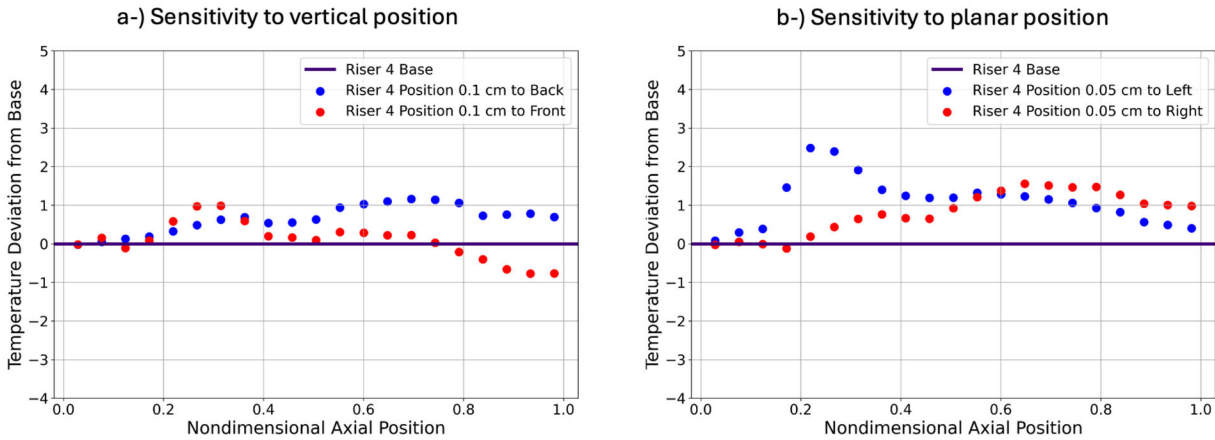 a-) Sensitivity to vertical position
Temperature Deviation from Base
5
4
3
2
1
0
−1
−2
−3
−4
Riser 4 Base
Riser 4 Position 0.1 cm to Back
Riser 4 Position 0.1 cm to Front
0.0 0.2 0.4 0.6 0.8 1.0
Nondimensional Axial Position
b-) Sensitivity to planar position
Temperature Deviation from Base
5
4
3
2
1
0
−1
−2
−3
−4
Riser 4 Base
Riser 4 Position 0.05 cm to Left
Riser 4 Position 0.05 cm to Right
0.0 0.2 0.4 0.6 0.8 1.0
Nondimensional Axial Position